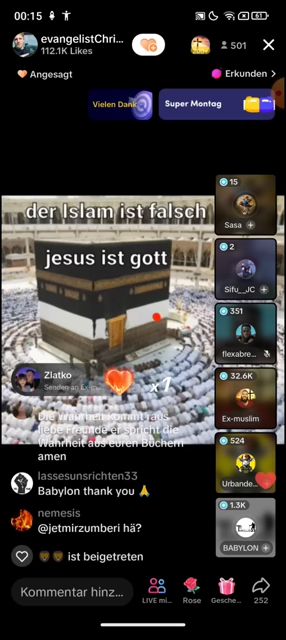 00:15
61
evangelistChri...
112.1K Likes
501
Angesagt
Erkunden >
Vielen Dank
Super Montag
15
Sasa +
2
Sifu__JC +
351
flexabre...
32.6K
Ex-muslim
524
Urbande...
1.3K
BABYLON +
der Islam ist falsch
jesus ist gott
Zlatko
Senden an Ex-m
x1
Die Wahrheit kommt raus
liebe Freunde er spricht die
Wahrheit aus euren Büchern
amen
lassesunsrichten33
Babylon thank you 🙏
nemesis
@jetmirzumberi hä?
🦁🦁 ist beigetreten
Kommentar hinz...
LIVE mi...
Rose
Gesche...
252